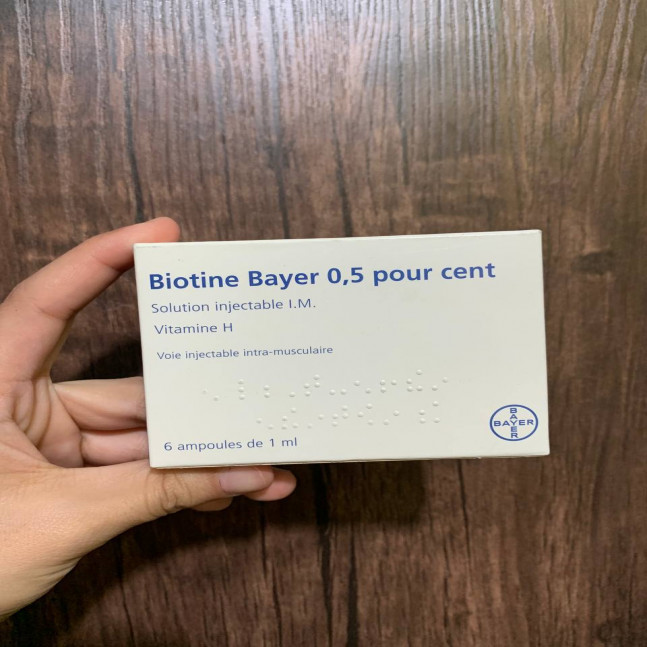 Biotine Bayer 0,5 pour cent
Solution injectable I.M.
Vitamine H
Voie injectable intra-musculaire
6 ampoules de 1 ml
BAYER
BAYER